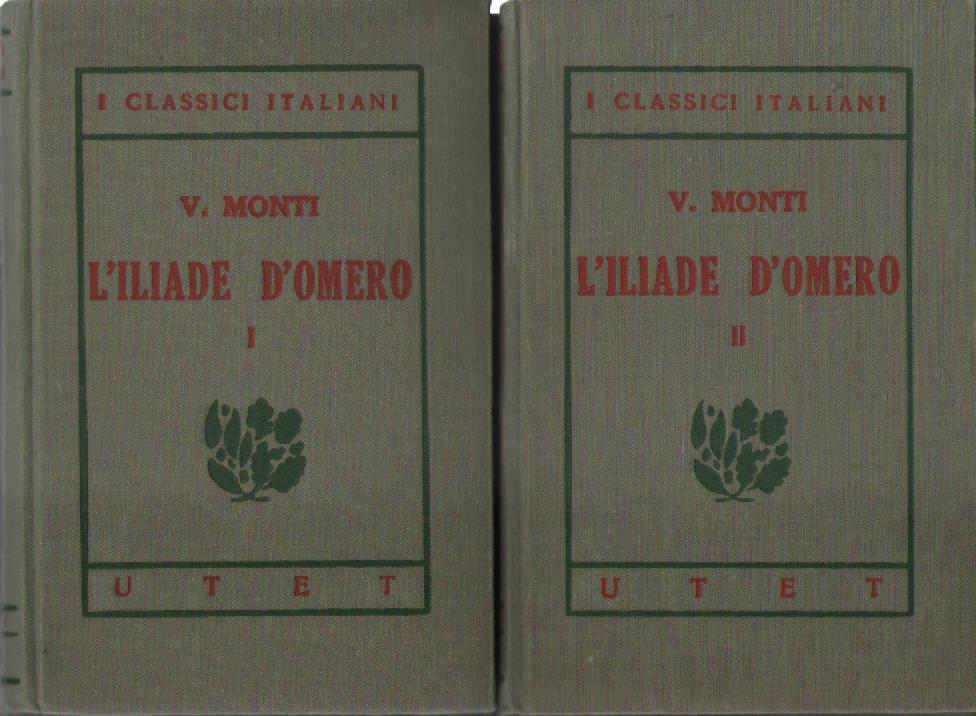 I CLASSICI ITALIANI
V. MONTI
L'ILIADE D'OMERO
I
U T E T
I CLASSICI ITALIANI
V. MONTI
L'ILIADE D'OMERO
II
U T E T